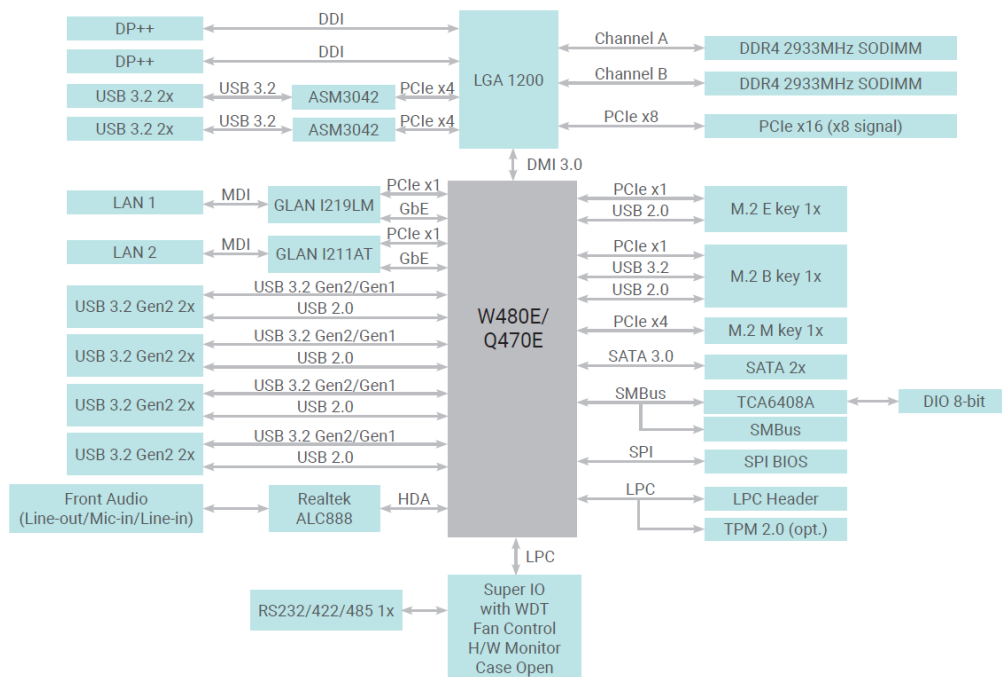 DP++
DDI
DP++
DDI
USB 3.2 2x
USB 3.2
ASM3042
PCIe x4
USB 3.2 2x
USB 3.2
ASM3042
PCIe x4
LGA 1200
Channel A
DDR4 2933MHz SODIMM
Channel B
DDR4 2933MHz SODIMM
PCIe x8
PCIe x16 (x8 signal)
DMI 3.0
LAN 1
MDI
GLAN I219LM
PCIe x1
GbE
LAN 2
MDI
GLAN I211AT
PCIe x1
GbE
USB 3.2 Gen2 2x
USB 3.2 Gen2/Gen1
USB 2.0
USB 3.2 Gen2 2x
USB 3.2 Gen2/Gen1
USB 2.0
USB 3.2 Gen2 2x
USB 3.2 Gen2/Gen1
USB 2.0
USB 3.2 Gen2 2x
USB 3.2 Gen2/Gen1
USB 2.0
Front Audio
(Line-out/Mic-in/Line-in)
Realtek
ALC888
HDA
W480E/
Q470E
PCIe x1
USB 2.0
M.2 E key 1x
PCIe x1
USB 3.2
USB 2.0
M.2 B key 1x
PCIe x4
M.2 M key 1x
SATA 3.0
SATA 2x
SMBus
TCA6408A
DIO 8-bit
SMBus
SPI
SPI BIOS
LPC
LPC Header
TPM 2.0 (opt.)
LPC
RS232/422/485 1x
Super IO
with WDT
Fan Control
H/W Monitor
Case Open